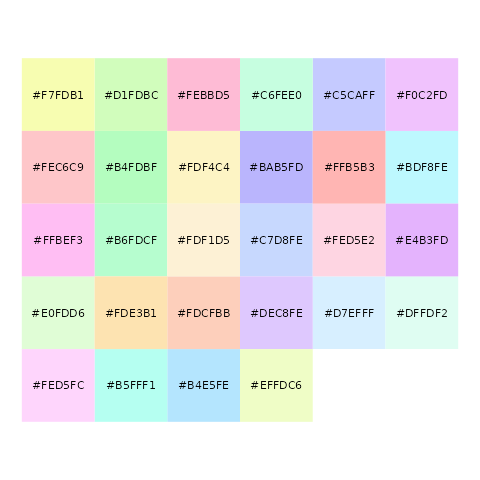 #F7FDB1 #D1FDBC #FEBBD5 #C6FEE0 #C5CAFF #F0C2FD
#FEC6C9 #B4FDBF #FDF4C4 #BAB5FD #FFB5B3 #BDF8FE
#FFBEF3 #B6FDCF #FDF1D5 #C7D8FE #FED5E2 #E4B3FD
#E0FDD6 #FDE3B1 #FDCFBB #DEC8FE #D7EFFF #DFFDF2
#FED5FC #B5FFF1 #B4E5FE #EFFDC6